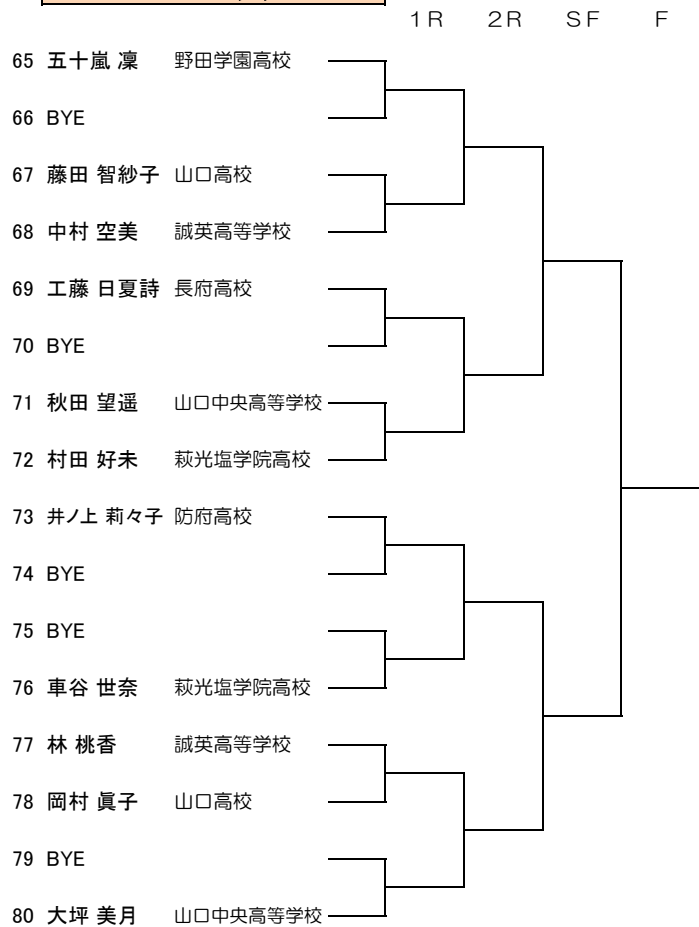 1R 2R SF F
65 五十嵐 凜 野田学園高校
66 BYE
67 藤田 智紗子 山口高校
68 中村 空美 誠英高等学校
69 工藤 日夏詩 長府高校
70 BYE
71 秋田 望遥 山口中央高等学校
72 村田 好未 萩光塩学院高校
73 井ノ上 莉々子 防府高校
74 BYE
75 BYE
76 車谷 世奈 萩光塩学院高校
77 林 桃香 誠英高等学校
78 岡村 眞子 山口高校
79 BYE
80 大坪 美月 山口中央高等学校